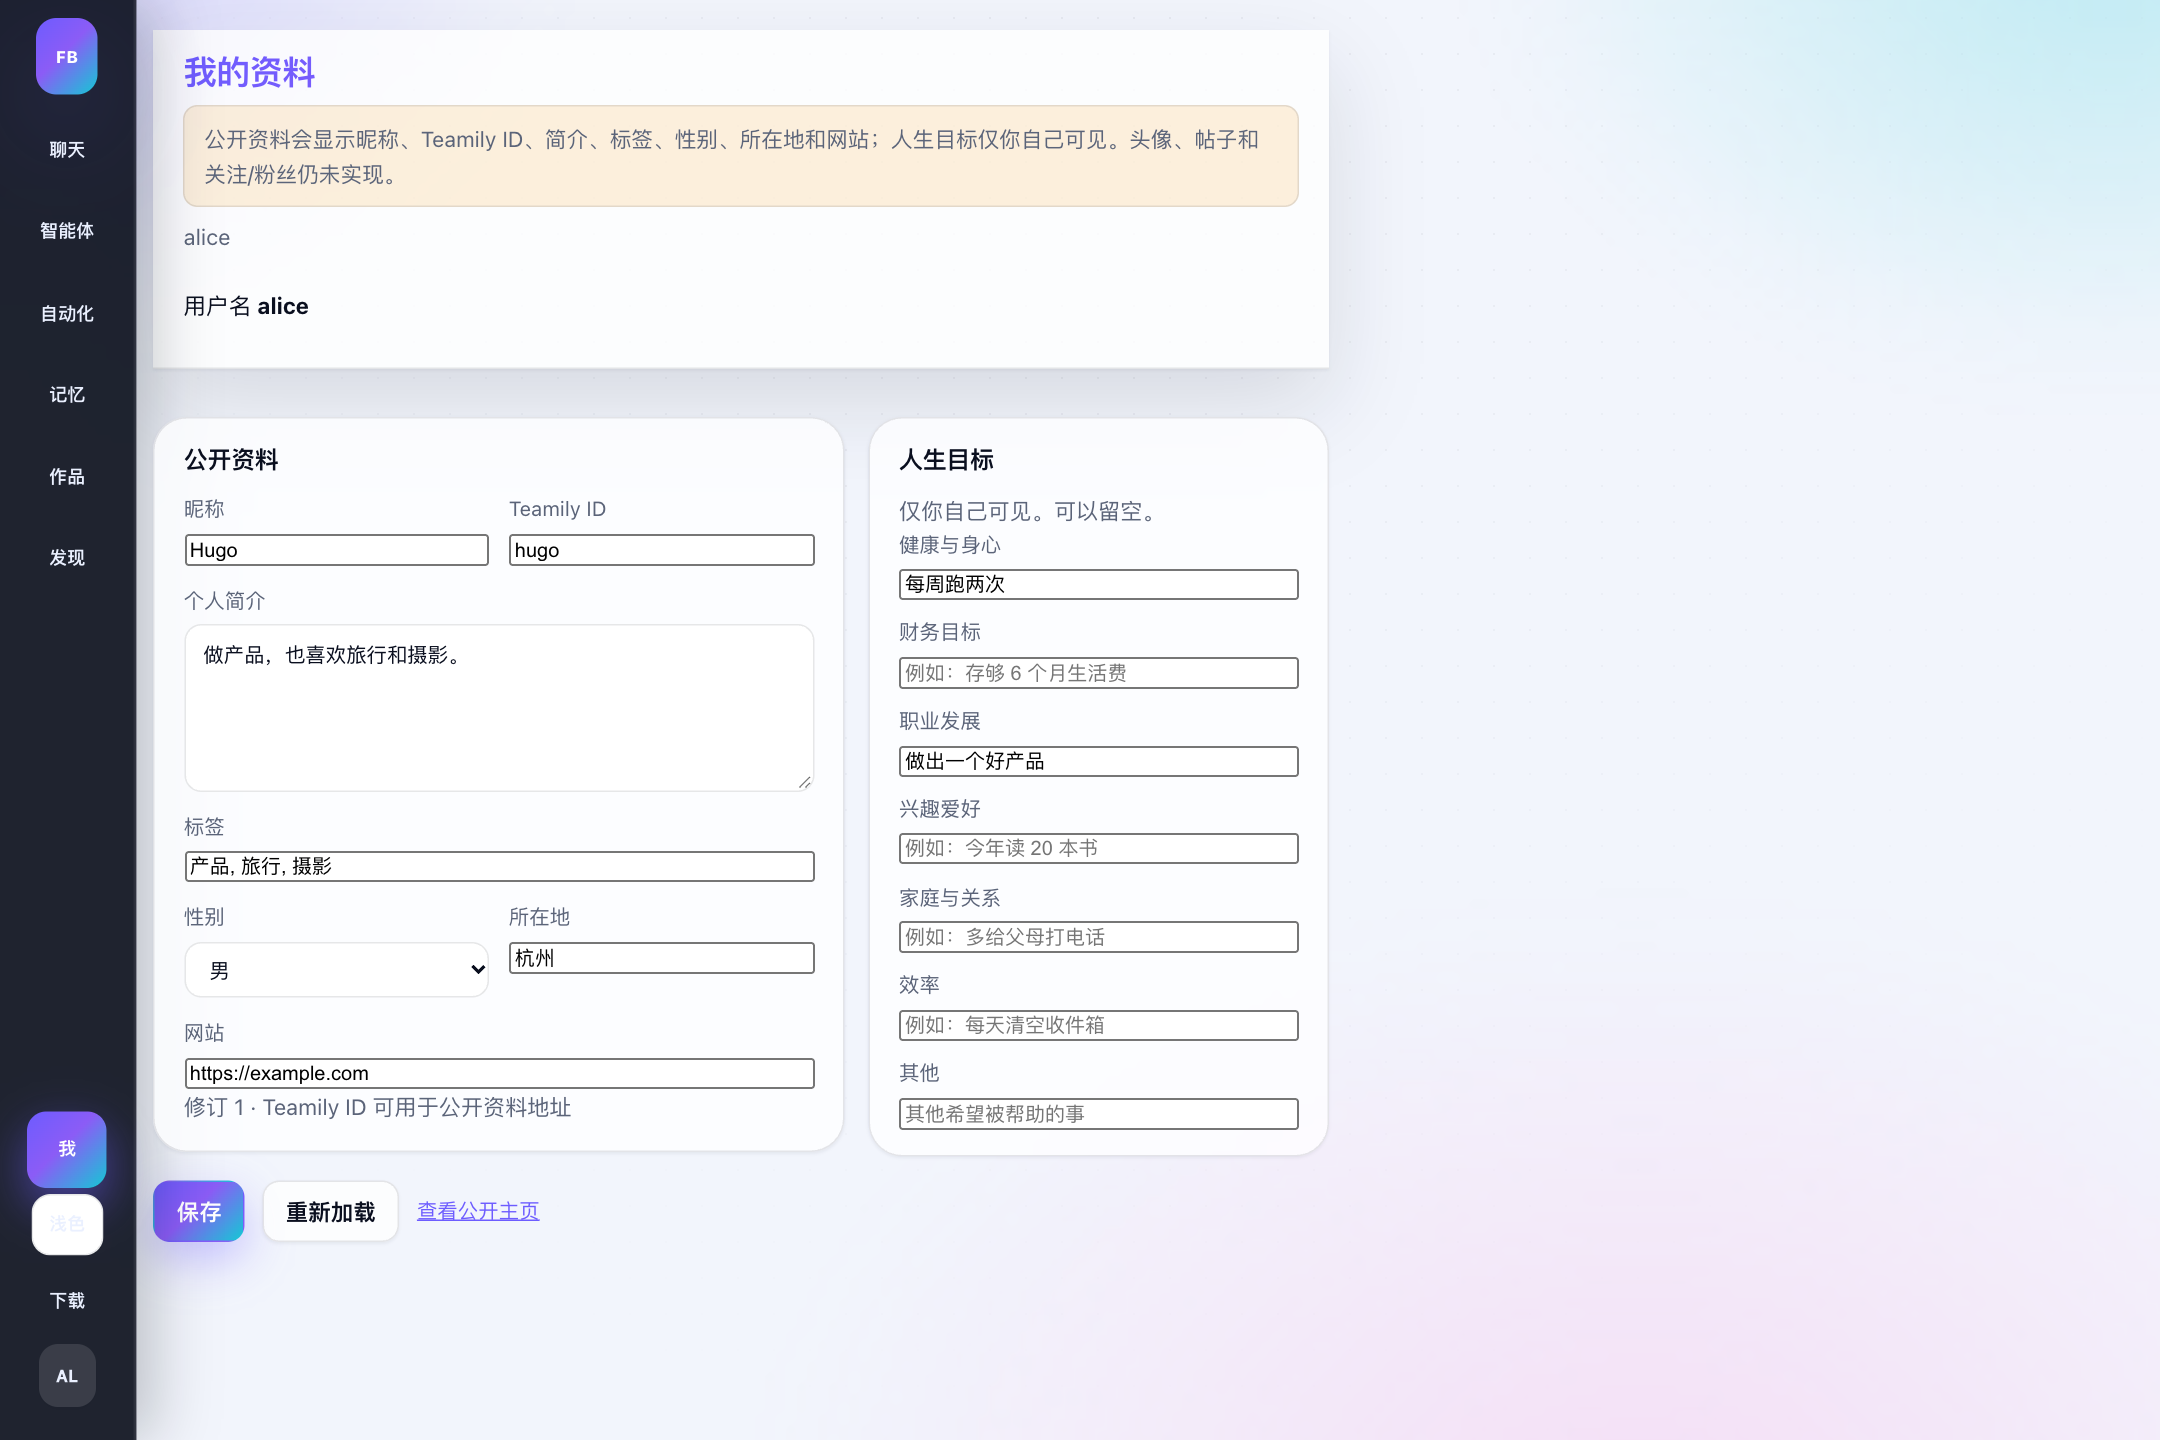 FB
聊天
智能体
自动化
记忆
作品
发现
我
浅色
下载
AL
我的资料
公开资料会显示昵称、Teamily ID、简介、标签、性别、所在地和网站；人生目标仅你自己可见。头像、帖子和
关注/粉丝仍未实现。
alice
用户名 alice
公开资料
昵称
Teamily ID
Hugo
hugo
个人简介
做产品，也喜欢旅行和摄影。
标签
产品, 旅行, 摄影
性别
所在地
男
杭州
网站
https://example.com
修订 1 · Teamily ID 可用于公开资料地址
人生目标
仅你自己可见。可以留空。
健康与身心
每周跑两次
财务目标
例如：存够 6 个月生活费
职业发展
做出一个好产品
兴趣爱好
例如：今年读 20 本书
家庭与关系
例如：多给父母打电话
效率
例如：每天清空收件箱
其他
其他希望被帮助的事
保存
重新加载
查看公开主页